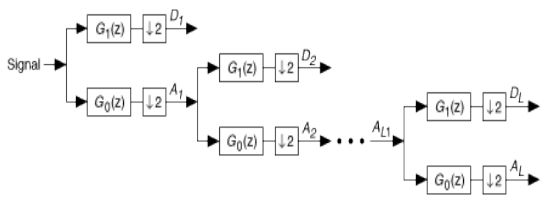 G1(z) ↓2 D1
Signal
G0(z) ↓2 A1
G1(z) ↓2 D2
G0(z) ↓2 A2 • • • AL1
G1(z) ↓2 DL
G0(z) ↓2 AL